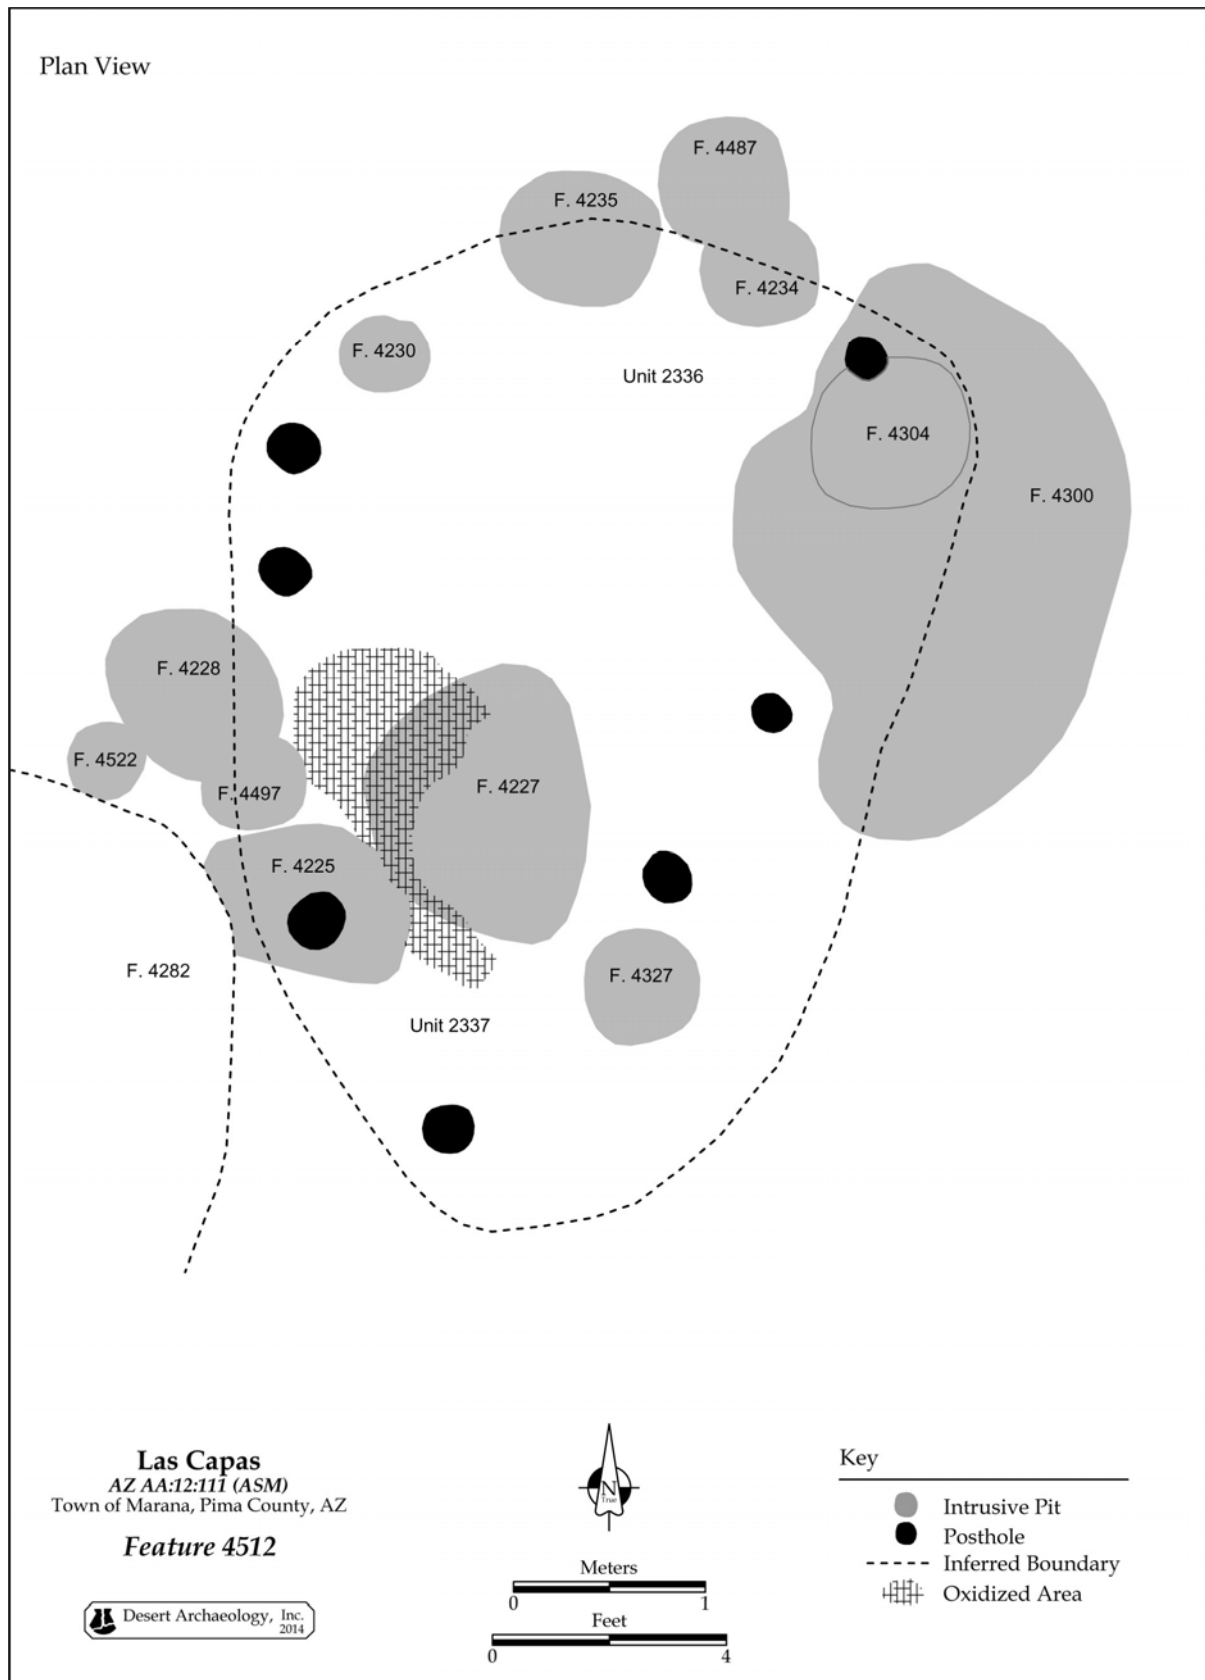 Plan View
F. 4487
F. 4235
F. 4234
F. 4230
Unit 2336
F. 4304
F. 4300
F. 4228
F. 4522
F. 4227
F. 4497
F. 4225
F. 4282
F. 4327
Unit 2337
Las Capas
AZ AA:12:111 (ASM)
Town of Marana, Pima County, AZ
Feature 4512
Desert Archaeology, Inc.
2014
N
True
Meters
0 1
Feet
0 4
Key
Intrusive Pit
Posthole
Inferred Boundary
Oxidized Area